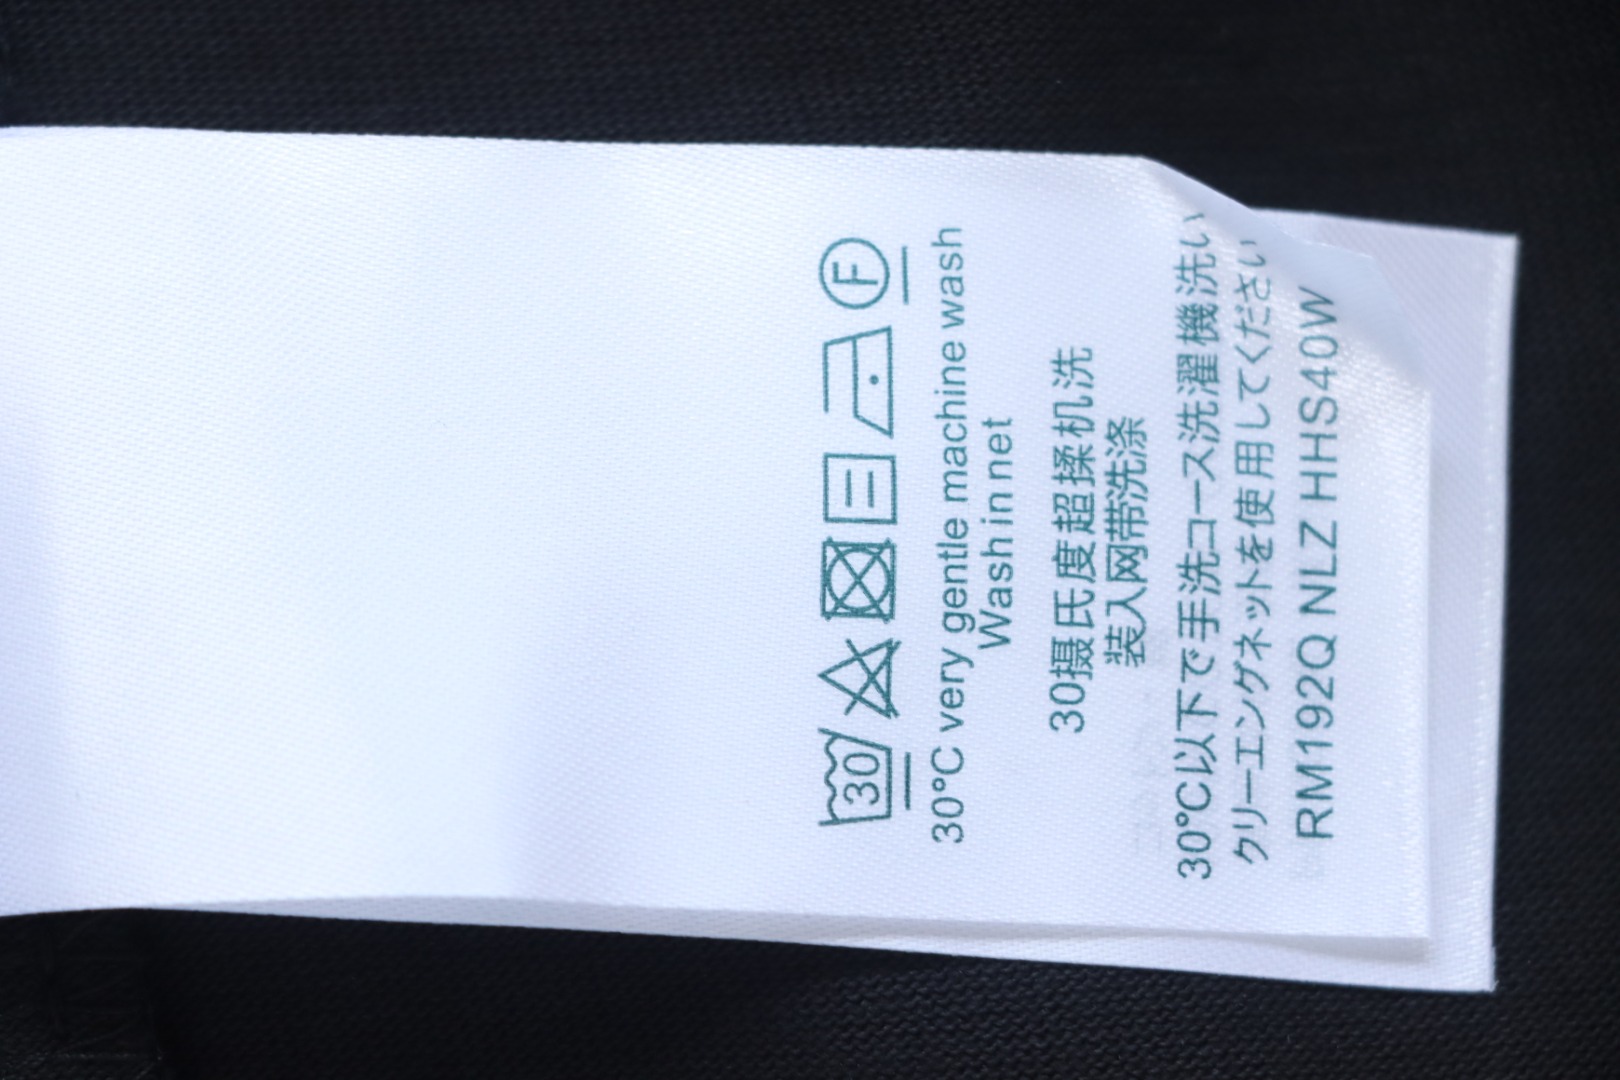 30 F
30°C very gentle machine wash
Wash in net
30摄氏度超揉机洗
装入网带洗涤
30℃以下で手洗コース洗濯機洗い
クリーエングネットを使用してください
RM192Q NLZ HHS40W